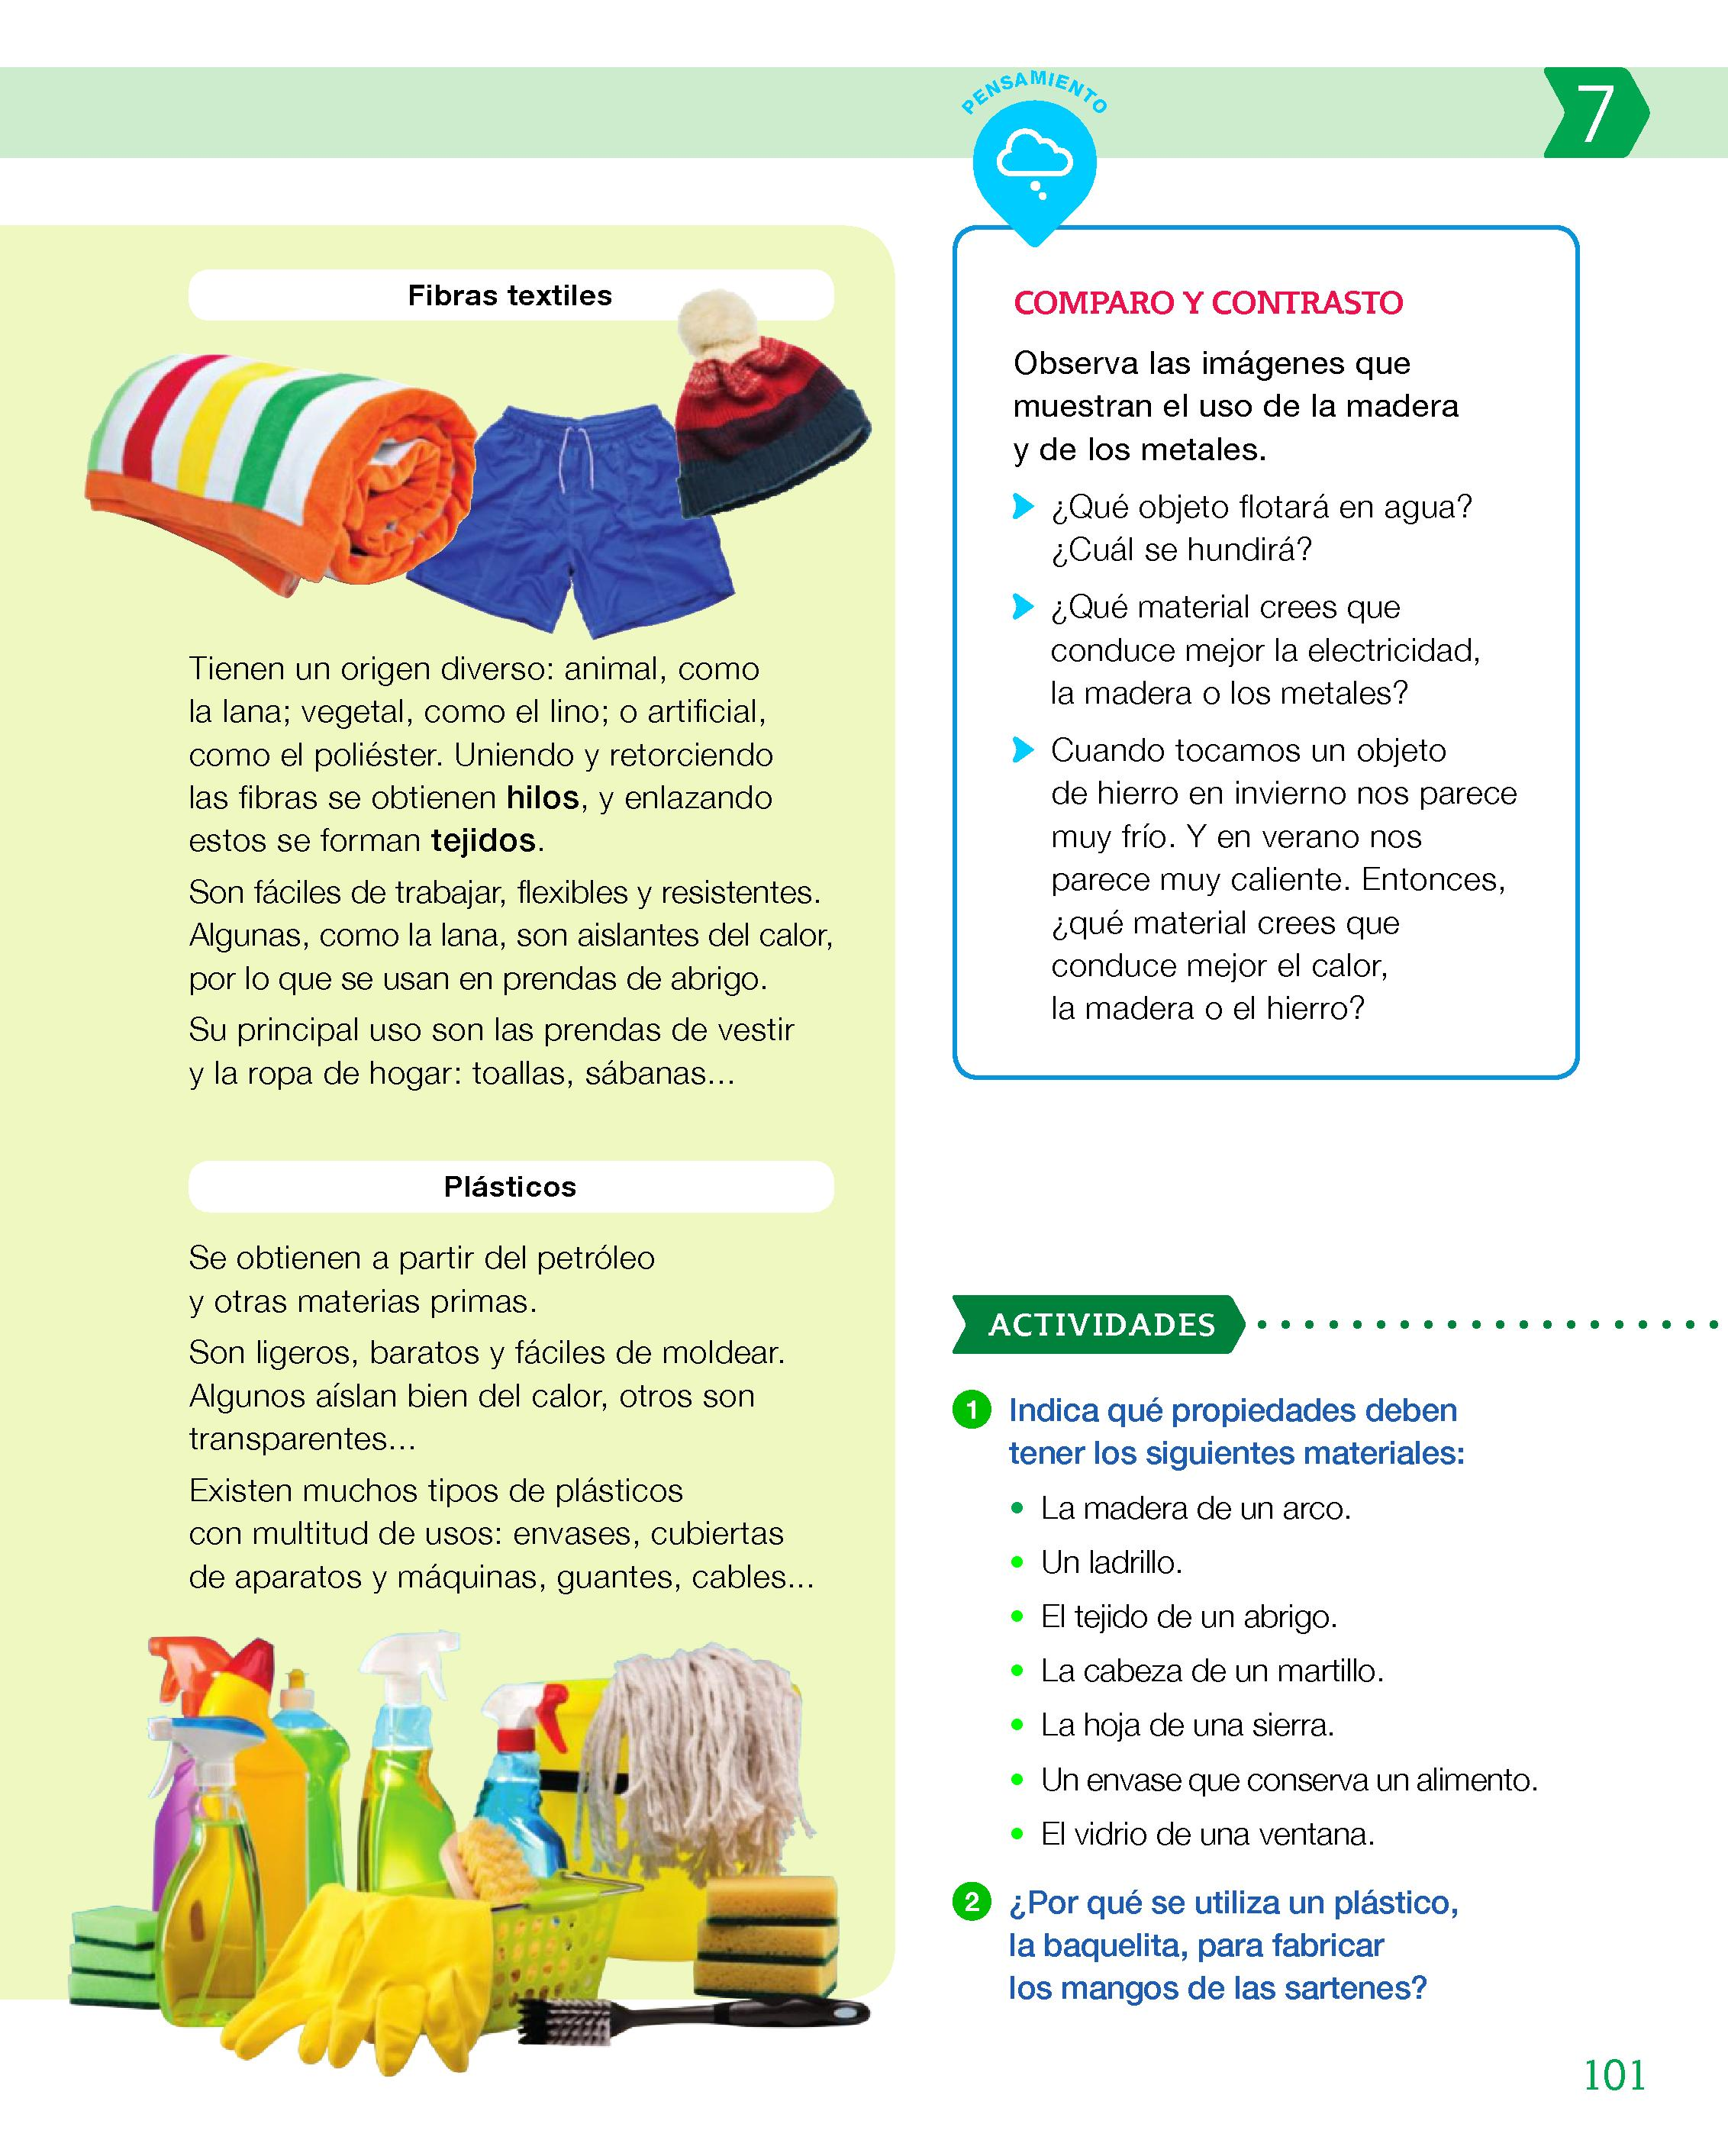 PENSAMIENTO
7
Fibras textiles
Tienen un origen diverso: animal, como
la lana; vegetal, como el lino; o artificial,
como el poliéster. Uniendo y retorciendo
las fibras se obtienen hilos, y enlazando
estos se forman tejidos.
Son fáciles de trabajar, flexibles y resistentes.
Algunas, como la lana, son aislantes del calor,
por lo que se usan en prendas de abrigo.
Su principal uso son las prendas de vestir
y la ropa de hogar: toallas, sábanas...
Plásticos
Se obtienen a partir del petróleo
y otras materias primas.
Son ligeros, baratos y fáciles de moldear.
Algunos aíslan bien del calor, otros son
transparentes...
Existen muchos tipos de plásticos
con multitud de usos: envases, cubiertas
de aparatos y máquinas, guantes, cables...
COMPARO Y CONTRASTO
Observa las imágenes que
muestran el uso de la madera
y de los metales.
¿Qué objeto flotará en agua?
¿Cuál se hundirá?
¿Qué material crees que
conduce mejor la electricidad,
la madera o los metales?
Cuando tocamos un objeto
de hierro en invierno nos parece
muy frío. Y en verano nos
parece muy caliente. Entonces,
¿qué material crees que
conduce mejor el calor,
la madera o el hierro?
ACTIVIDADES
1 Indica qué propiedades deben
tener los siguientes materiales:
• La madera de un arco.
• Un ladrillo.
• El tejido de un abrigo.
• La cabeza de un martillo.
• La hoja de una sierra.
• Un envase que conserva un alimento.
• El vidrio de una ventana.
2 ¿Por qué se utiliza un plástico,
la baquelita, para fabricar
los mangos de las sartenes?
101